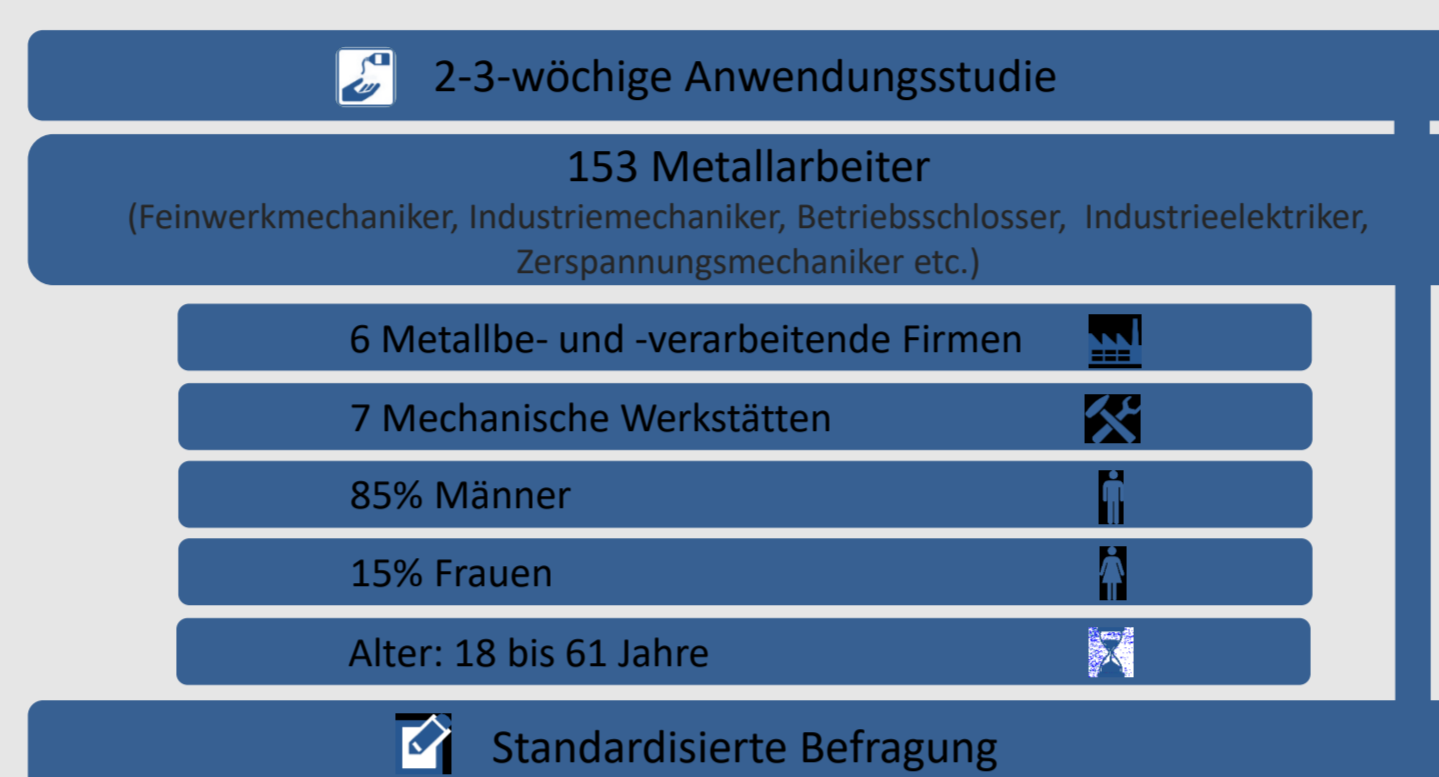 2-3-wöchige Anwendungsstudie
153 Metallarbeiter
(Feinwerkmechaniker, Industriemechaniker, Betriebsschlosser, Industrieelektriker,
Zerspannungsmechaniker etc.)
6 Metallbe- und -verarbeitende Firmen
7 Mechanische Werkstätten
85% Männer
15% Frauen
Alter: 18 bis 61 Jahre
Standardisierte Befragung